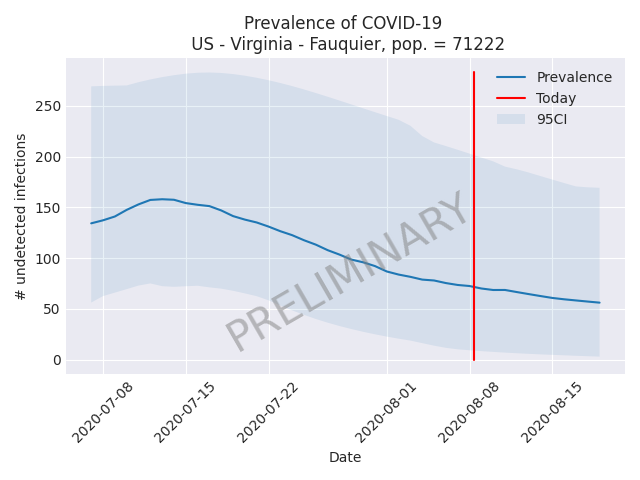 Prevalence of COVID-19
US - Virginia - Fauquier, pop. = 71222
Prevalence
Today
95CI
250
200
150
100
50
0
# undetected infections
PRELIMINARY
2020-07-08
2020-07-15
2020-07-22
2020-08-01
2020-08-08
2020-08-15
Date